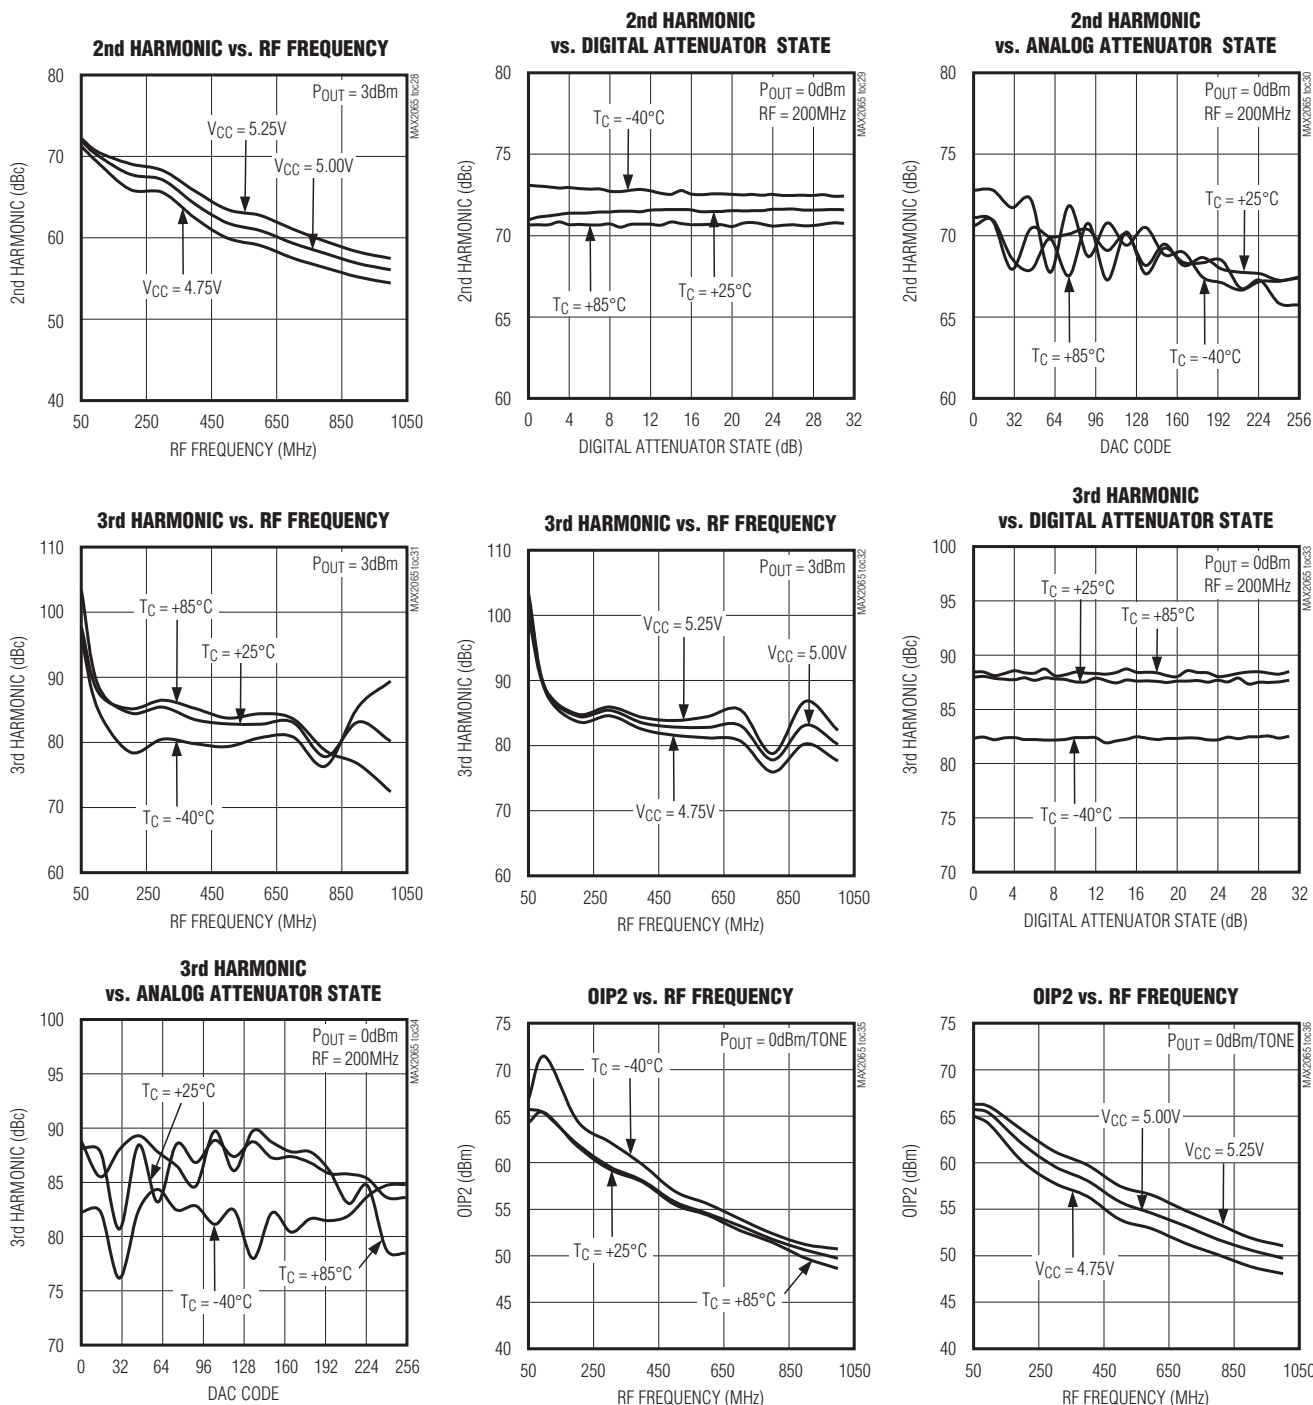 2nd HARMONIC vs. RF FREQUENCY
80
70
60
50
40
2nd HARMONIC (dBc)
POUT = 3dBm
VCC = 5.25V
VCC = 5.00V
VCC = 4.75V
MAX2065 toc28
50 250 450 650 850 1050
RF FREQUENCY (MHz)
2nd HARMONIC
vs. DIGITAL ATTENUATOR STATE
80
75
70
65
60
2nd HARMONIC (dBc)
POUT = 0dBm
RF = 200MHz
TC = -40°C
TC = +85°C
TC = +25°C
MAX2065 toc29
0 4 8 12 16 20 24 28 32
DIGITAL ATTENUATOR STATE (dB)
2nd HARMONIC
vs. ANALOG ATTENUATOR STATE
80
75
70
65
60
2nd HARMONIC (dBc)
POUT = 0dBm
RF = 200MHz
TC = +25°C
TC = +85°C
TC = -40°C
MAX2065 toc30
0 32 64 96 128 160 192 224 256
DAC CODE
3rd HARMONIC vs. RF FREQUENCY
110
100
90
80
70
60
3rd HARMONIC (dBc)
POUT = 3dBm
TC = +85°C
TC = +25°C
TC = -40°C
MAX2065 toc31
50 250 450 650 850 1050
RF FREQUENCY (MHz)
3rd HARMONIC vs. RF FREQUENCY
110
100
90
80
70
60
3rd HARMONIC (dBc)
POUT = 3dBm
VCC = 5.25V
VCC = 5.00V
VCC = 4.75V
MAX2065 toc32
50 250 450 650 850 1050
RF FREQUENCY (MHz)
3rd HARMONIC
vs. DIGITAL ATTENUATOR STATE
100
95
90
85
80
75
70
3rd HARMONIC (dBc)
POUT = 0dBm
RF = 200MHz
TC = +25°C
TC = +85°C
TC = -40°C
MAX2065 toc33
0 4 8 12 16 20 24 28 32
DIGITAL ATTENUATOR STATE (dB)
3rd HARMONIC
vs. ANALOG ATTENUATOR STATE
100
95
90
85
80
75
70
3rd HARMONIC (dBc)
POUT = 0dBm
RF = 200MHz
TC = +25°C
TC = +85°C
TC = -40°C
MAX2065 toc34
0 32 64 96 128 160 192 224 256
DAC CODE
OIP2 vs. RF FREQUENCY
75
70
65
60
55
50
45
40
OIP2 (dBm)
POUT = 0dBm/TONE
TC = -40°C
TC = +25°C
TC = +85°C
MAX2065 toc35
50 250 450 650 850 1050
RF FREQUENCY (MHz)
OIP2 vs. RF FREQUENCY
75
70
65
60
55
50
45
40
OIP2 (dBm)
POUT = 0dBm/TONE
VCC = 5.00V
VCC = 5.25V
VCC = 4.75V
MAX2065 toc36
50 250 450 650 850 1050
RF FREQUENCY (MHz)